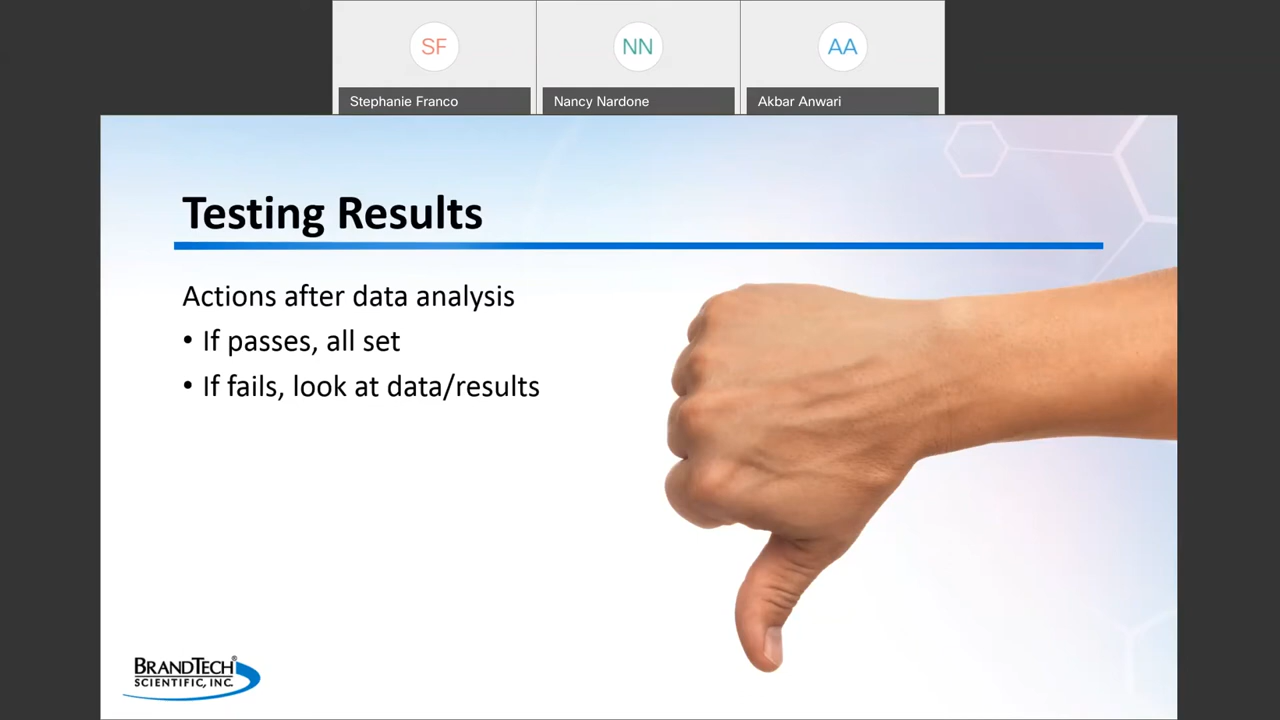 SF
NN
AA
Stephanie Franco
Nancy Nardone
Akbar Anwari
Testing Results
Actions after data analysis
• If passes, all set
• If fails, look at data/results
BRANDTECH®
SCIENTIFIC, INC.